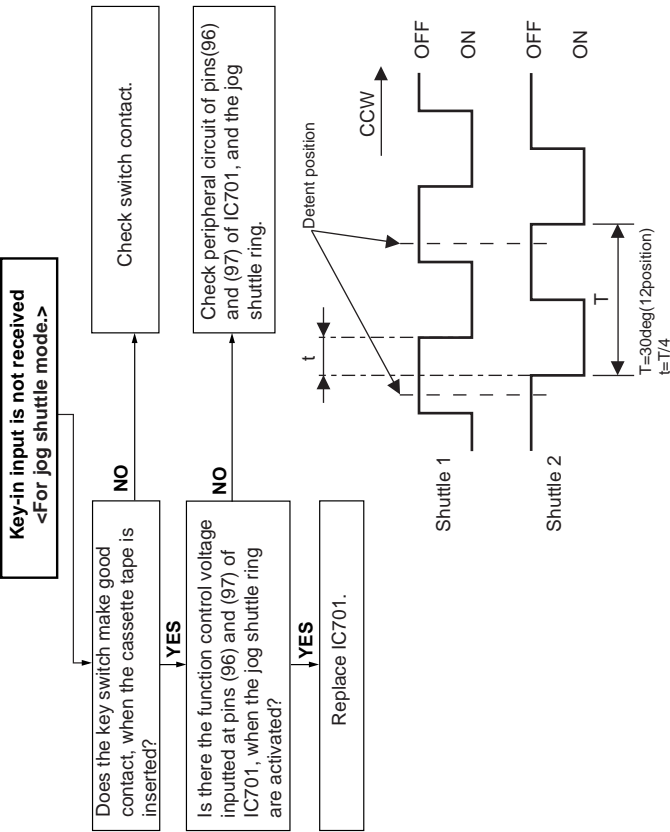 Key-in input is not received
<For jog shuttle mode.>
Does the key switch make good
contact, when the cassette tape is
inserted?
NO
Check switch contact.
YES
Is there the function control voltage
inputted at pins (96) and (97) of
IC701, when the jog shuttle ring
are activated?
NO
Check peripheral circuit of pins(96)
and (97) of IC701, and the jog
shuttle ring.
YES
Replace IC701.
t
Detent position
CCW
Shuttle 1
OFF
ON
Shuttle 2
OFF
ON
T
T=30deg(12position)
t=T/4